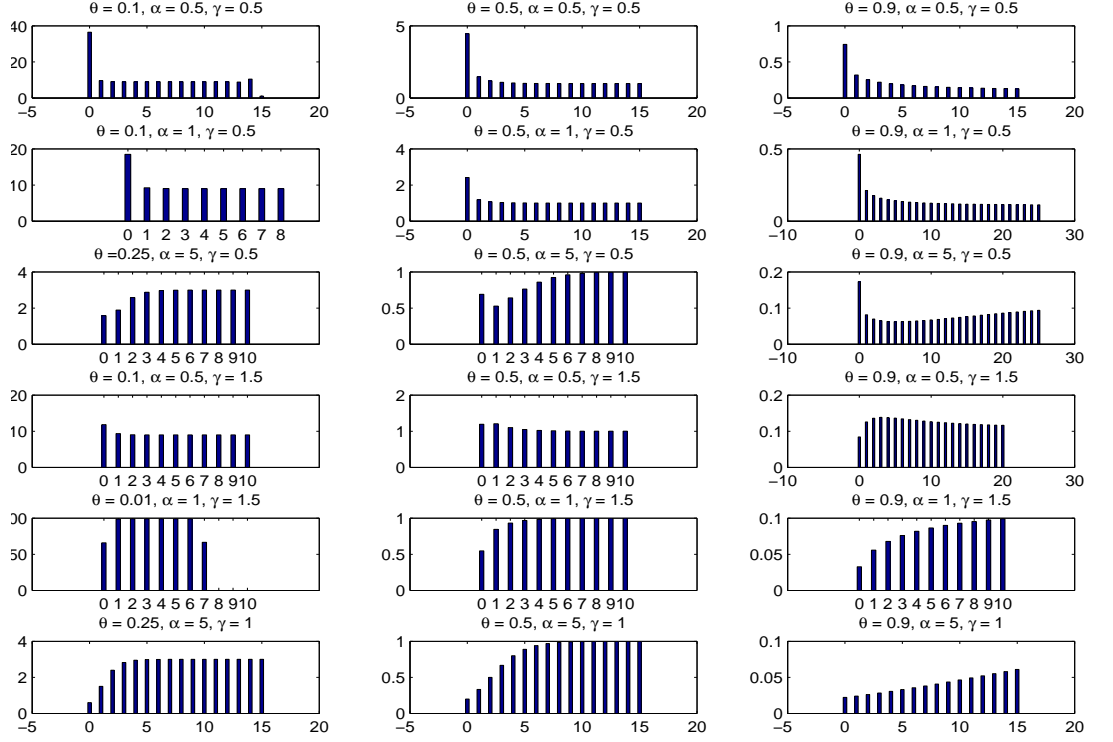 θ = 0.1, α = 0.5, γ = 0.5
θ = 0.5, α = 0.5, γ = 0.5
θ = 0.9, α = 0.5, γ = 0.5
40
20
0
−5 0 5 10 15 20
5
0
−5 0 5 10 15 20
1
0.5
0
−5 0 5 10 15 20
θ = 0.1, α = 1, γ = 0.5
θ = 0.5, α = 1, γ = 0.5
θ = 0.9, α = 1, γ = 0.5
20
10
0
0 1 2 3 4 5 6 7 8
4
2
0
−5 0 5 10 15 20
0.5
0
−10 0 10 20 30
θ =0.25, α = 5, γ = 0.5
θ = 0.5, α = 5, γ = 0.5
θ = 0.9, α = 5, γ = 0.5
4
2
0
0 1 2 3 4 5 6 7 8 910
1
0.5
0
0 1 2 3 4 5 6 7 8 910
0.2
0.1
0
−10 0 10 20 30
θ = 0.1, α = 0.5, γ = 1.5
θ = 0.5, α = 0.5, γ = 1.5
θ = 0.9, α = 0.5, γ = 1.5
20
10
0
0 1 2 3 4 5 6 7 8 910
2
1
0
0 1 2 3 4 5 6 7 8 910
0.2
0.1
0
−10 0 10 20 30
θ = 0.01, α = 1, γ = 1.5
θ = 0.5, α = 1, γ = 1.5
θ = 0.9, α = 1, γ = 1.5
00
50
0
0 1 2 3 4 5 6 7 8 910
1
0.5
0
0 1 2 3 4 5 6 7 8 910
0.1
0.05
0
0 1 2 3 4 5 6 7 8 910
θ = 0.25, α = 5, γ = 1
θ = 0.5, α = 5, γ = 1
θ = 0.9, α = 5, γ = 1
4
2
0
−5 0 5 10 15 20
1
0.5
0
−5 0 5 10 15 20
0.1
0.05
0
−5 0 5 10 15 20